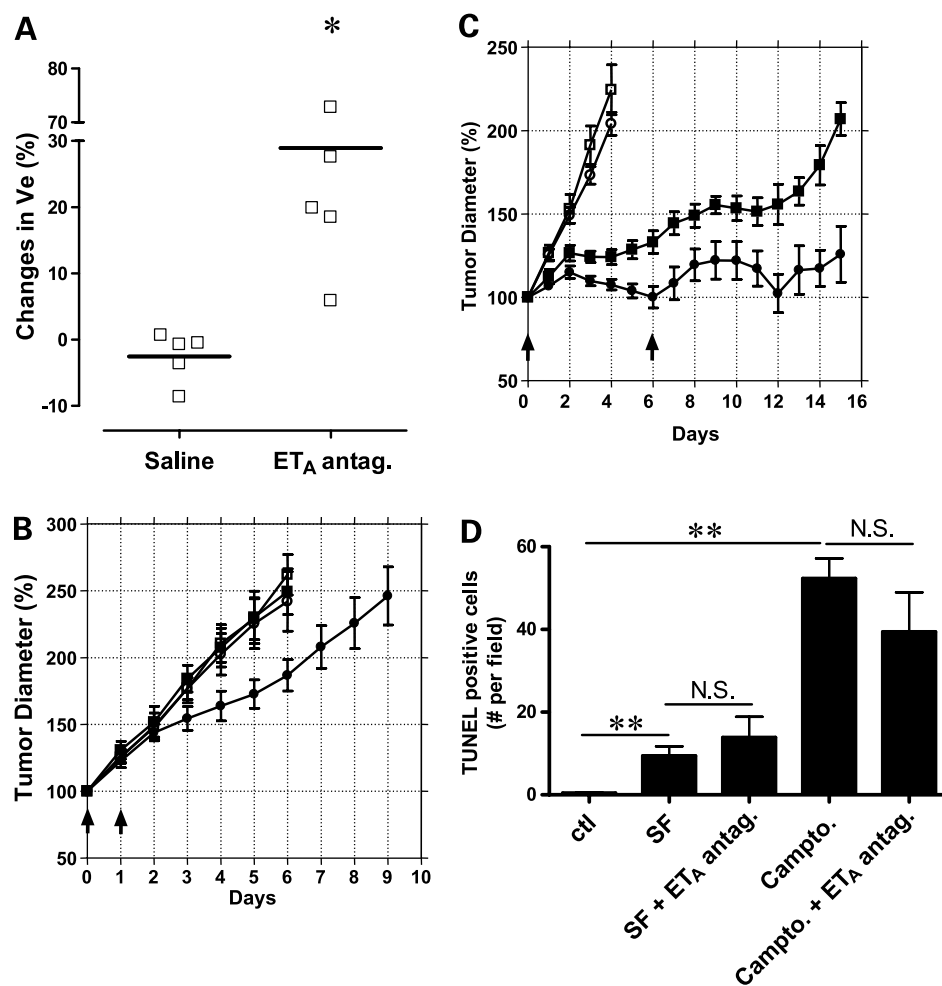 A
*
80
70
30
20
10
0
-10
Changes in Ve (%)
Saline
ETA antag.
C
250
200
150
100
50
Tumor Diameter (%)
0 2 4 6 8 10 12 14 16
Days
B
300
250
200
150
100
50
Tumor Diameter (%)
0 1 2 3 4 5 6 7 8 9 10
Days
D
** N.S.
60
40
20
0
TUNEL positive cells
(# per field)
** N.S.
ctl
SF
SF + ETA antag.
Campto.
Campto. + ETA antag.